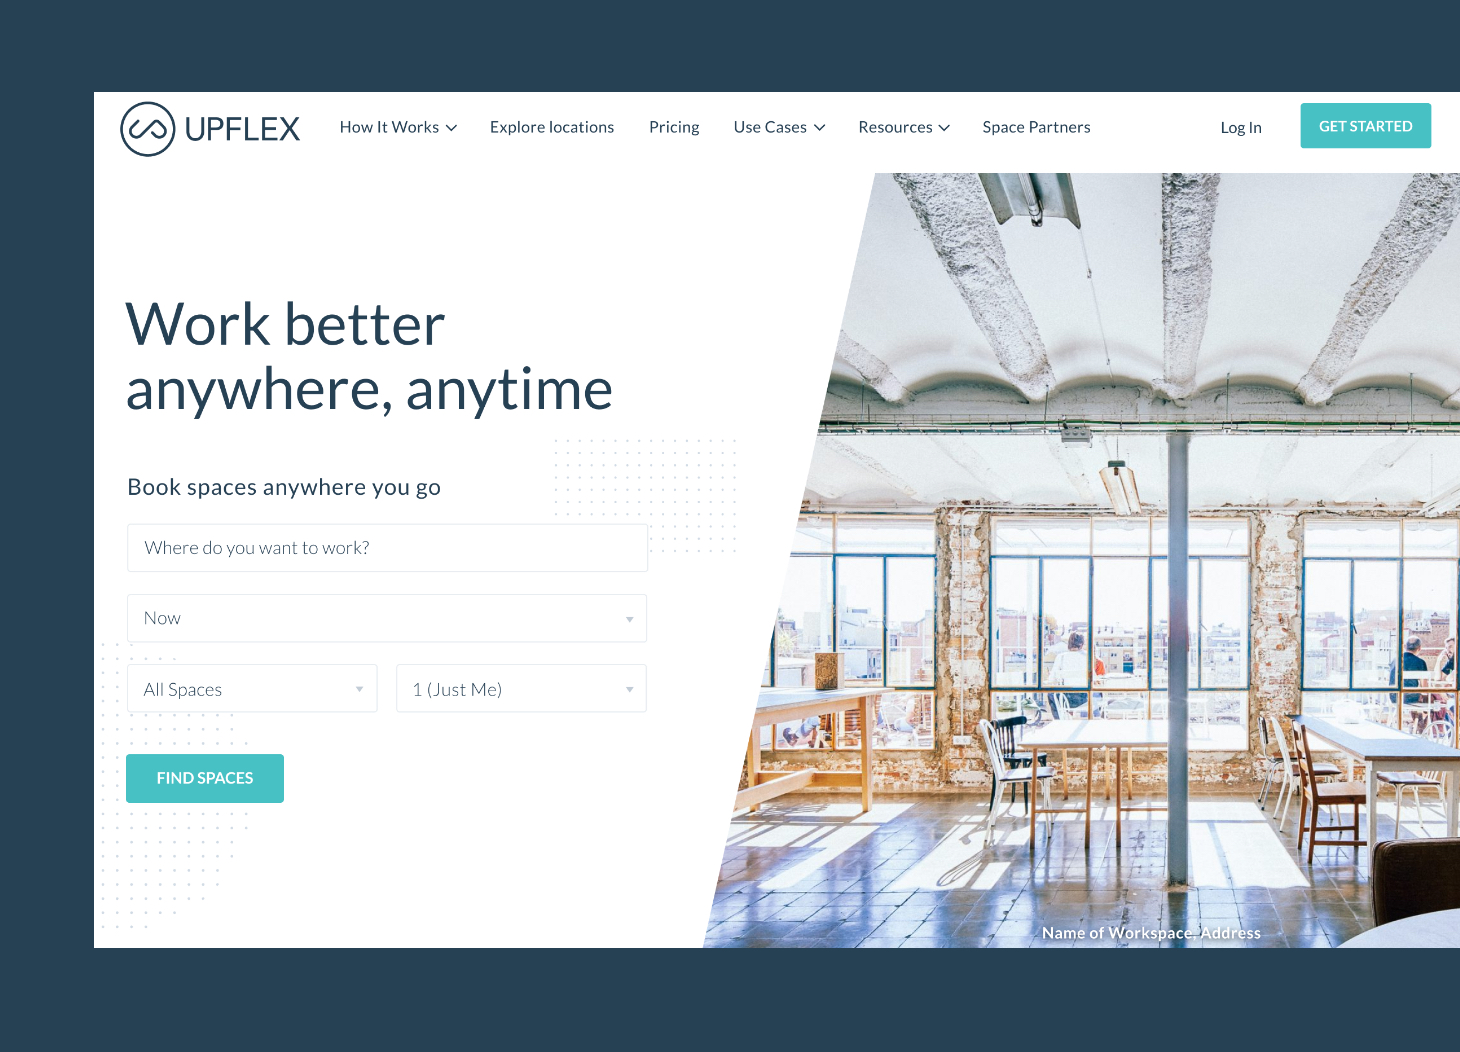 UPFLEX
How It Works
Explore locations
Pricing
Use Cases
Resources
Space Partners
Log In
GET STARTED
Work better
anywhere, anytime
Book spaces anywhere you go
Where do you want to work?
Now
All Spaces
1 (Just Me)
FIND SPACES
Name of Workspace, Address